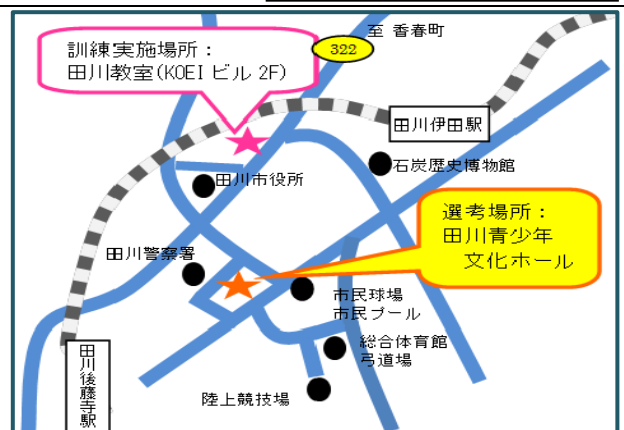 至 香春町
322
訓練実施場所：
田川教室(KOEI ビル 2F)
田川伊田駅
石炭歴史博物館
田川市役所
選考場所：
田川青少年
文化ホール
田川警察署
市民球場
市民プール
総合体育館
弓道場
陸上競技場
田川後藤寺駅